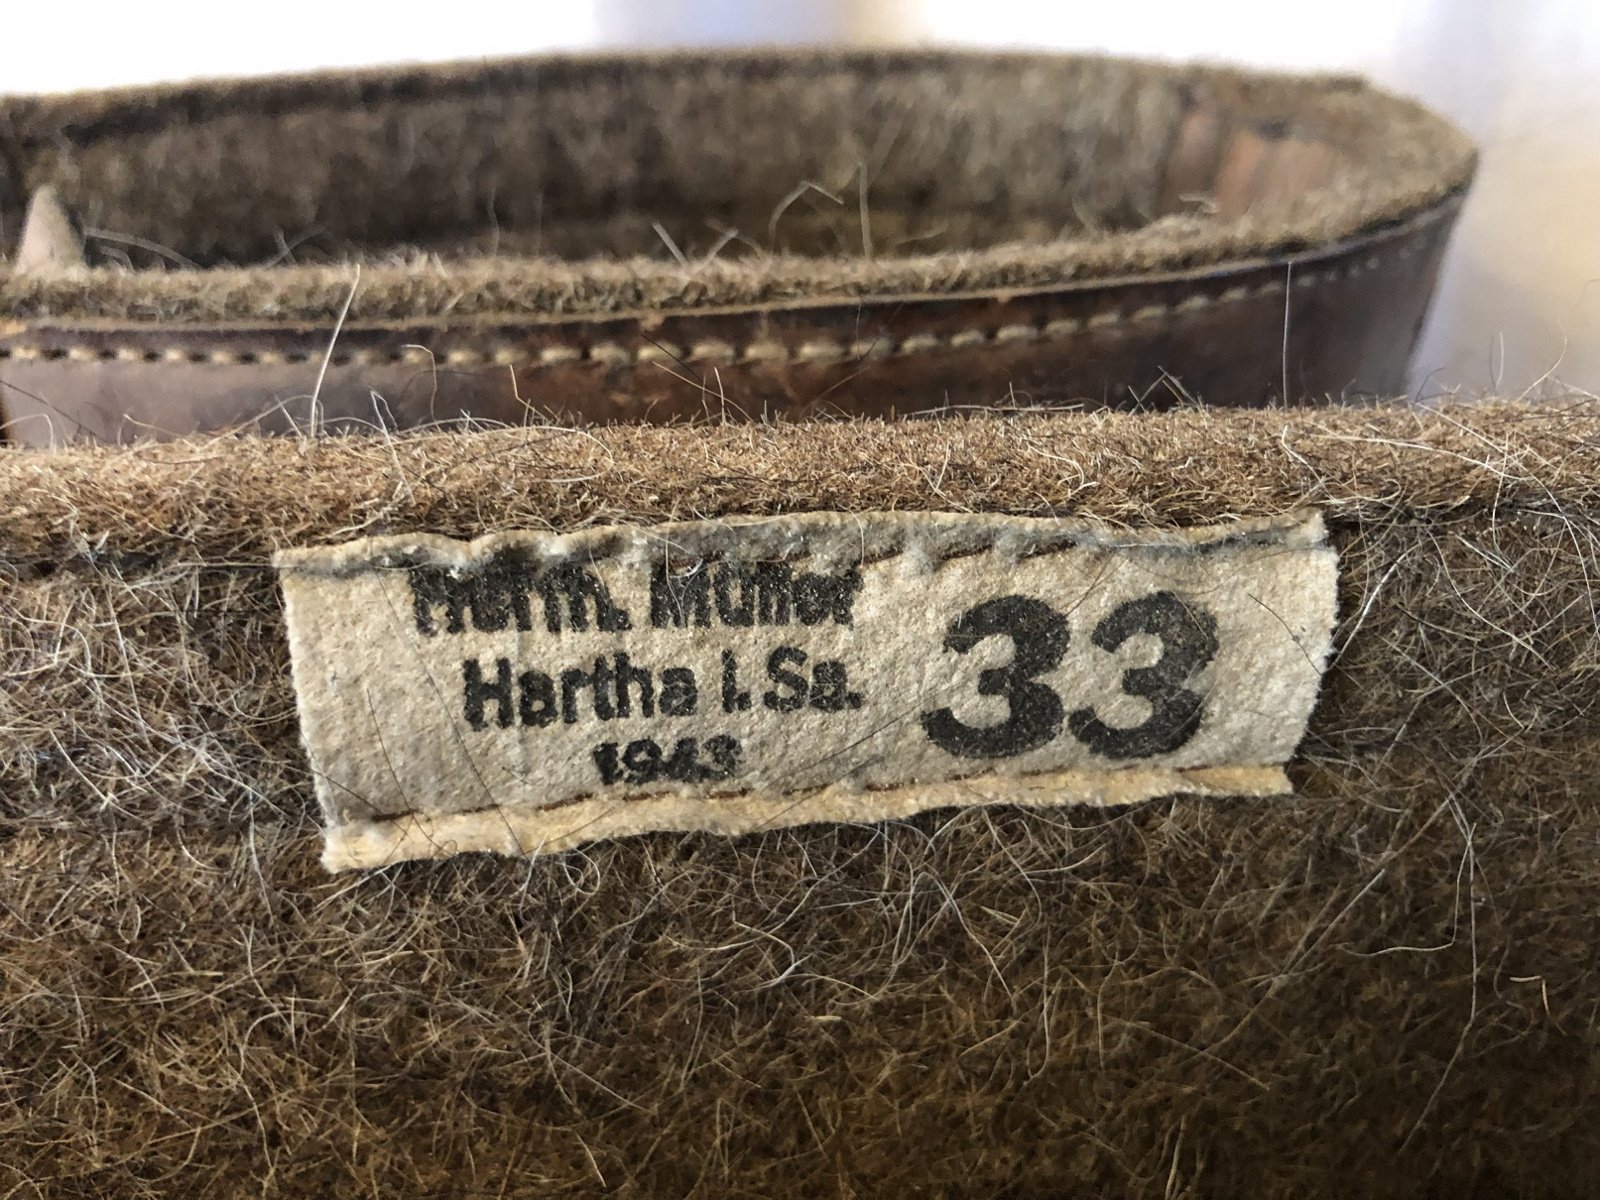 Herm. Müller
Hartha i. Sa.
1943
33